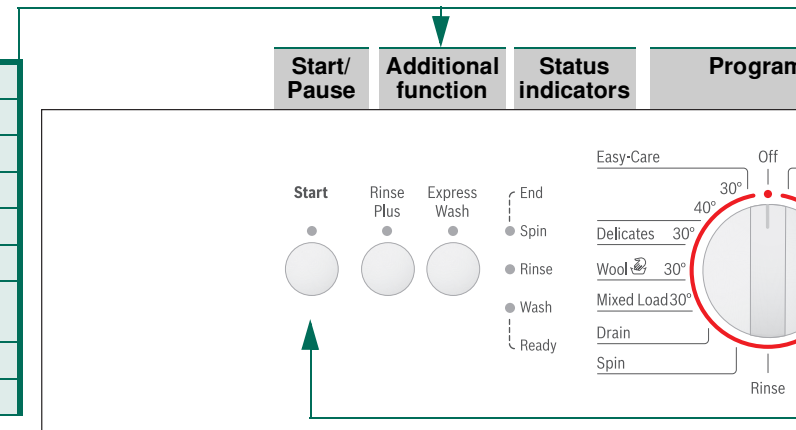 Start/
Pause
Additional
function
Status
indicators
Program
Start
Rinse
Plus
Express
Wash
End
Spin
Rinse
Wash
Ready
Easy-Care
Off
30°
40°
Delicates 30°
Wool 30°
Mixed Load 30°
Drain
Spin
Rinse